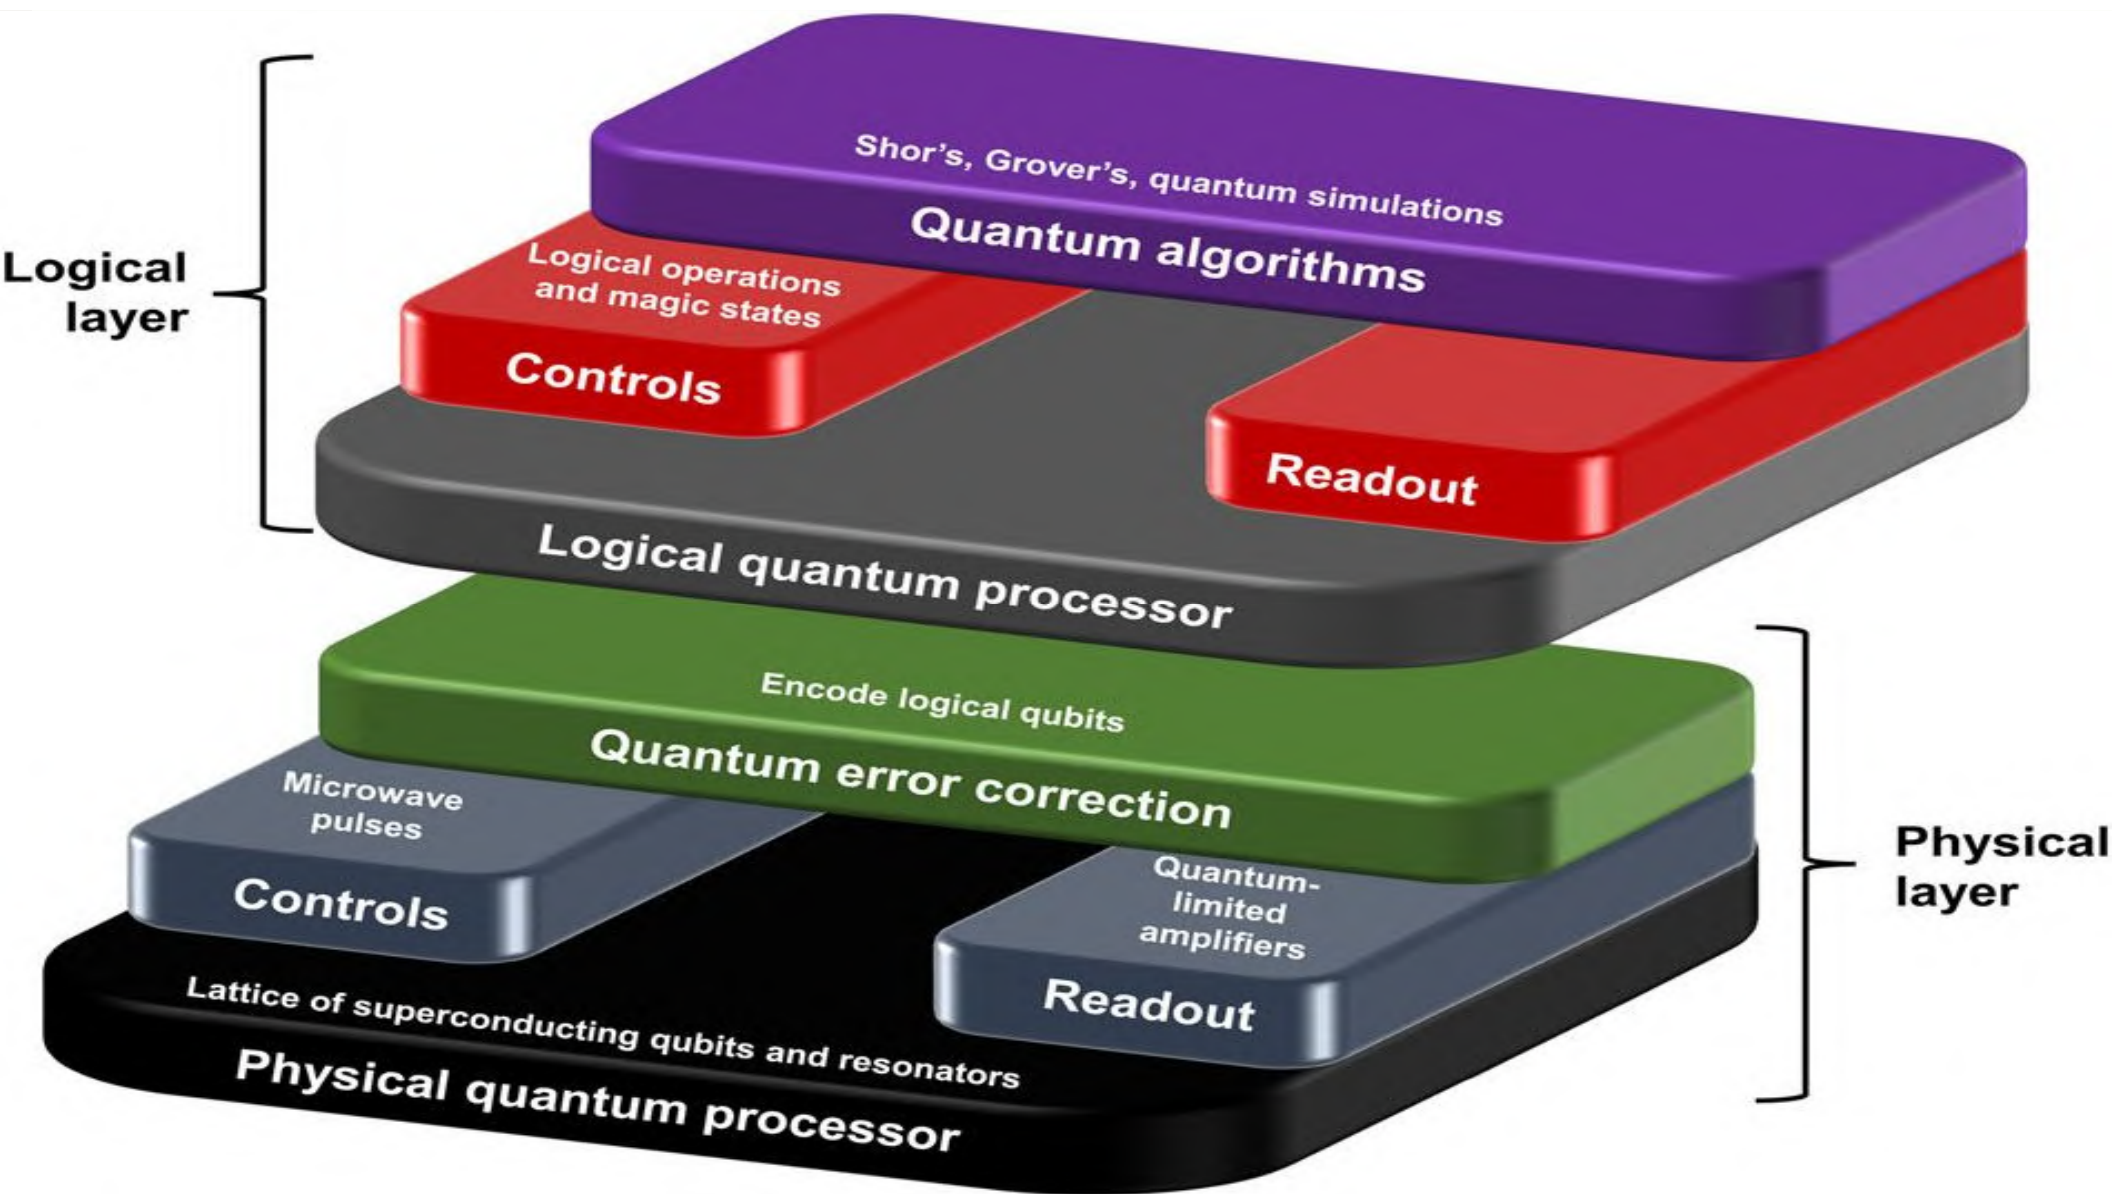 Shor’s, Grover’s, quantum simulations
Quantum algorithms
Logical
layer
Logical operations
and magic states
Controls
Readout
Logical quantum processor
Encode logical qubits
Quantum error correction
Microwave
pulses
Controls
Quantum-
limited
amplifiers
Readout
Physical
layer
Lattice of superconducting qubits and resonators
Physical quantum processor